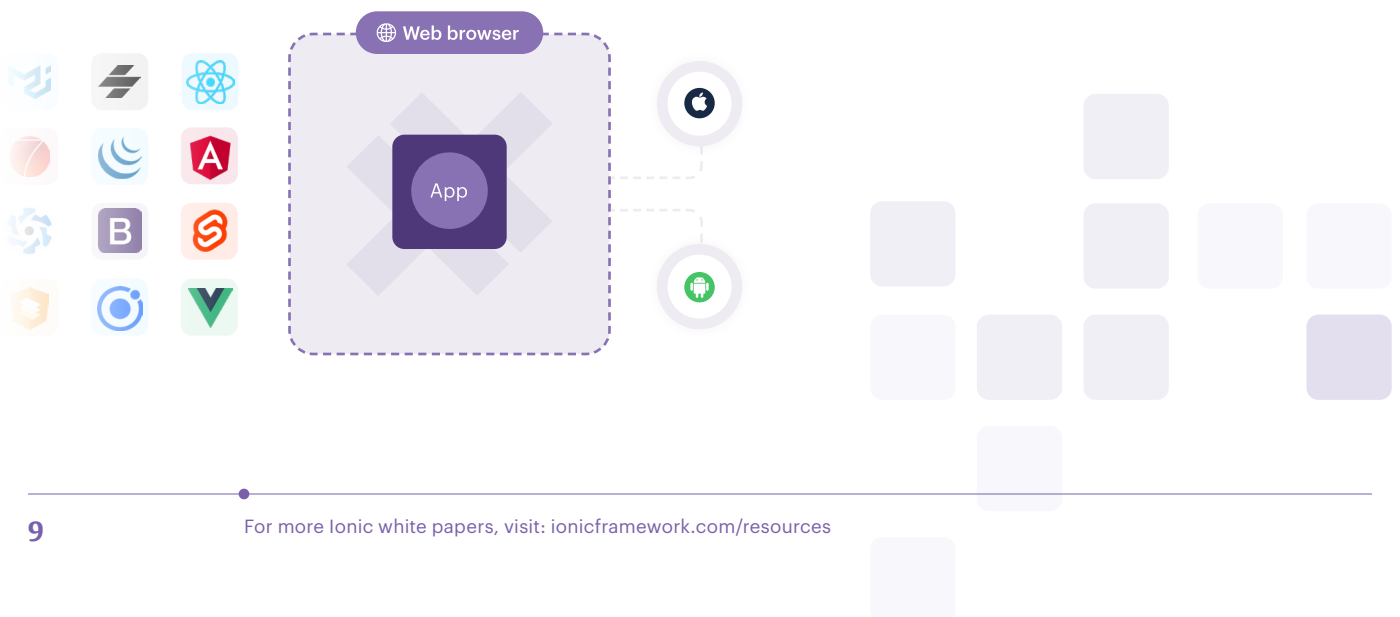 Web browser
App
B
9
For more Ionic white papers, visit: ionicframework.com/resources